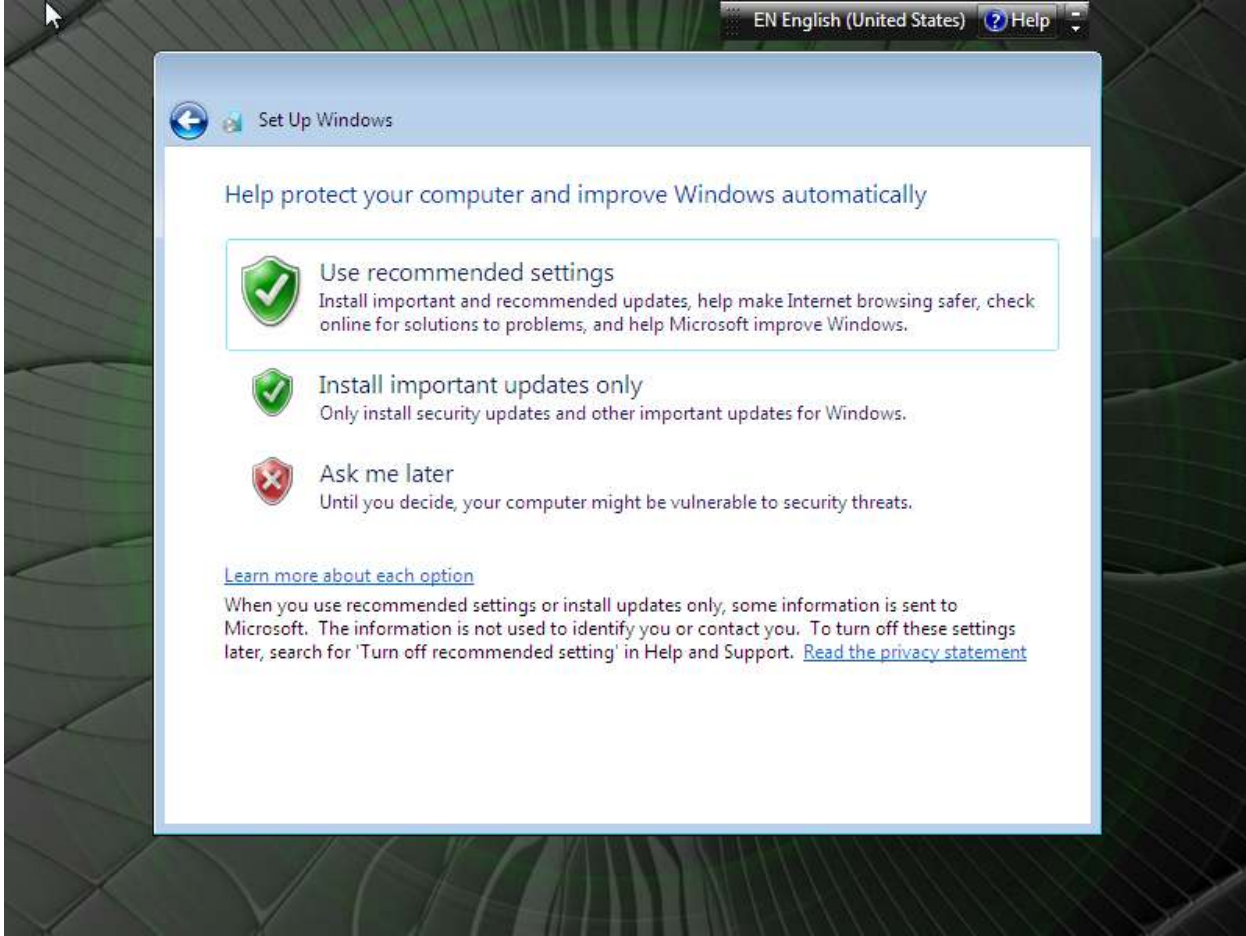 EN English (United States) ? Help
Set Up Windows
Help protect your computer and improve Windows automatically
Use recommended settings
Install important and recommended updates, help make Internet browsing safer, check
online for solutions to problems, and help Microsoft improve Windows.
Install important updates only
Only install security updates and other important updates for Windows.
Ask me later
Until you decide, your computer might be vulnerable to security threats.
Learn more about each option
When you use recommended settings or install updates only, some information is sent to
Microsoft.  The information is not used to identify you or contact you.  To turn off these settings
later, search for 'Turn off recommended setting' in Help and Support.  Read the privacy statement